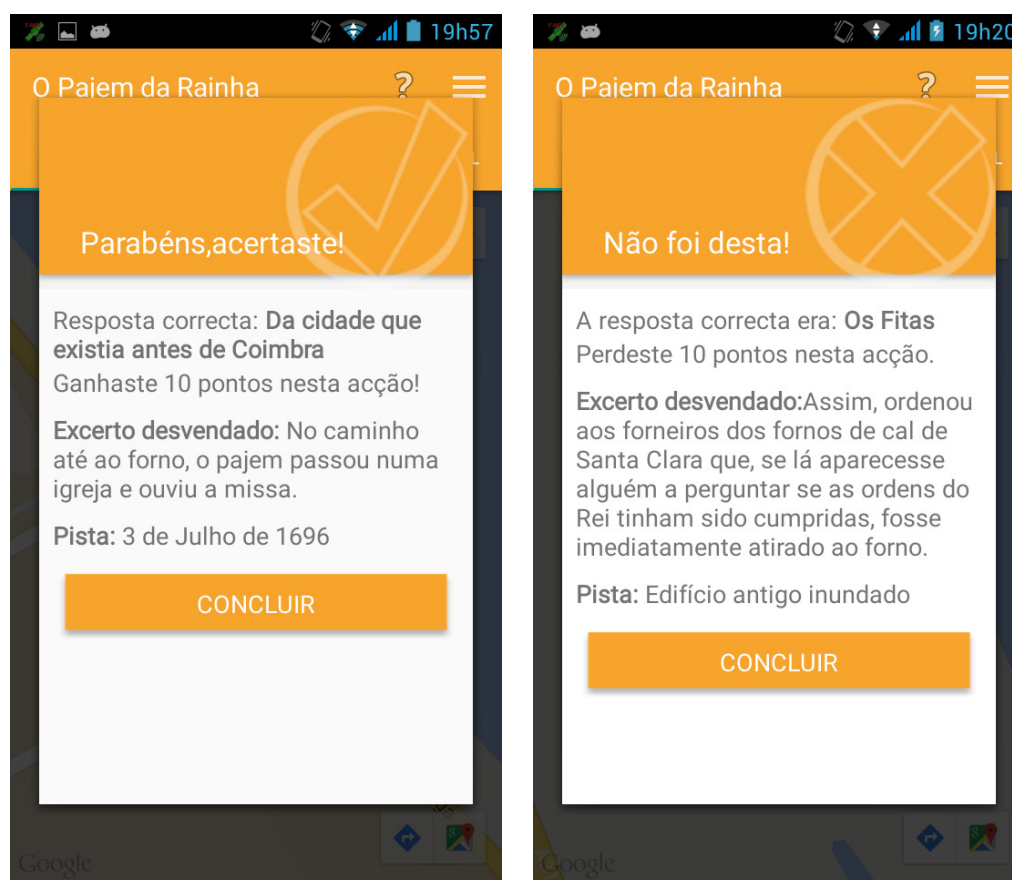 19h57
O Pajem da Rainha
?
L
Parabéns,acertaste!
Resposta correcta: Da cidade que
existia antes de Coimbra
Ganhaste 10 pontos nesta acção!
Excerto desvendado: No caminho
até ao forno, o pajem passou numa
igreja e ouviu a missa.
Pista: 3 de Julho de 1696
CONCLUIR
Google
19h20
O Pajem da Rainha
?
L
Não foi desta!
A resposta correcta era: Os Fitas
Perdeste 10 pontos nesta acção.
Excerto desvendado:Assim, ordenou
aos forneiros dos fornos de cal de
Santa Clara que, se lá aparecesse
alguém a perguntar se as ordens do
Rei tinham sido cumpridas, fosse
imediatamente atirado ao forno.
Pista: Edifício antigo inundado
CONCLUIR
Google